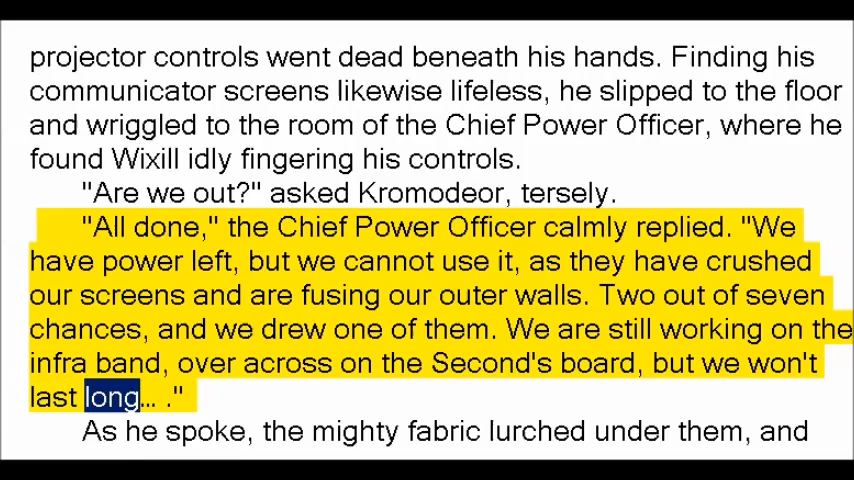 projector controls went dead beneath his hands. Finding his
communicator screens likewise lifeless, he slipped to the floor
and wriggled to the room of the Chief Power Officer, where he
found Wixill idly fingering his controls.
"Are we out?" asked Kromodeor, tersely.
"All done," the Chief Power Officer calmly replied. "We
have power left, but we cannot use it, as they have crushed
our screens and are fusing our outer walls. Two out of seven
chances, and we drew one of them. We are still working on the
infra band, over across on the Second's board, but we won't
last long... ."
As he spoke, the mighty fabric lurched under them, and